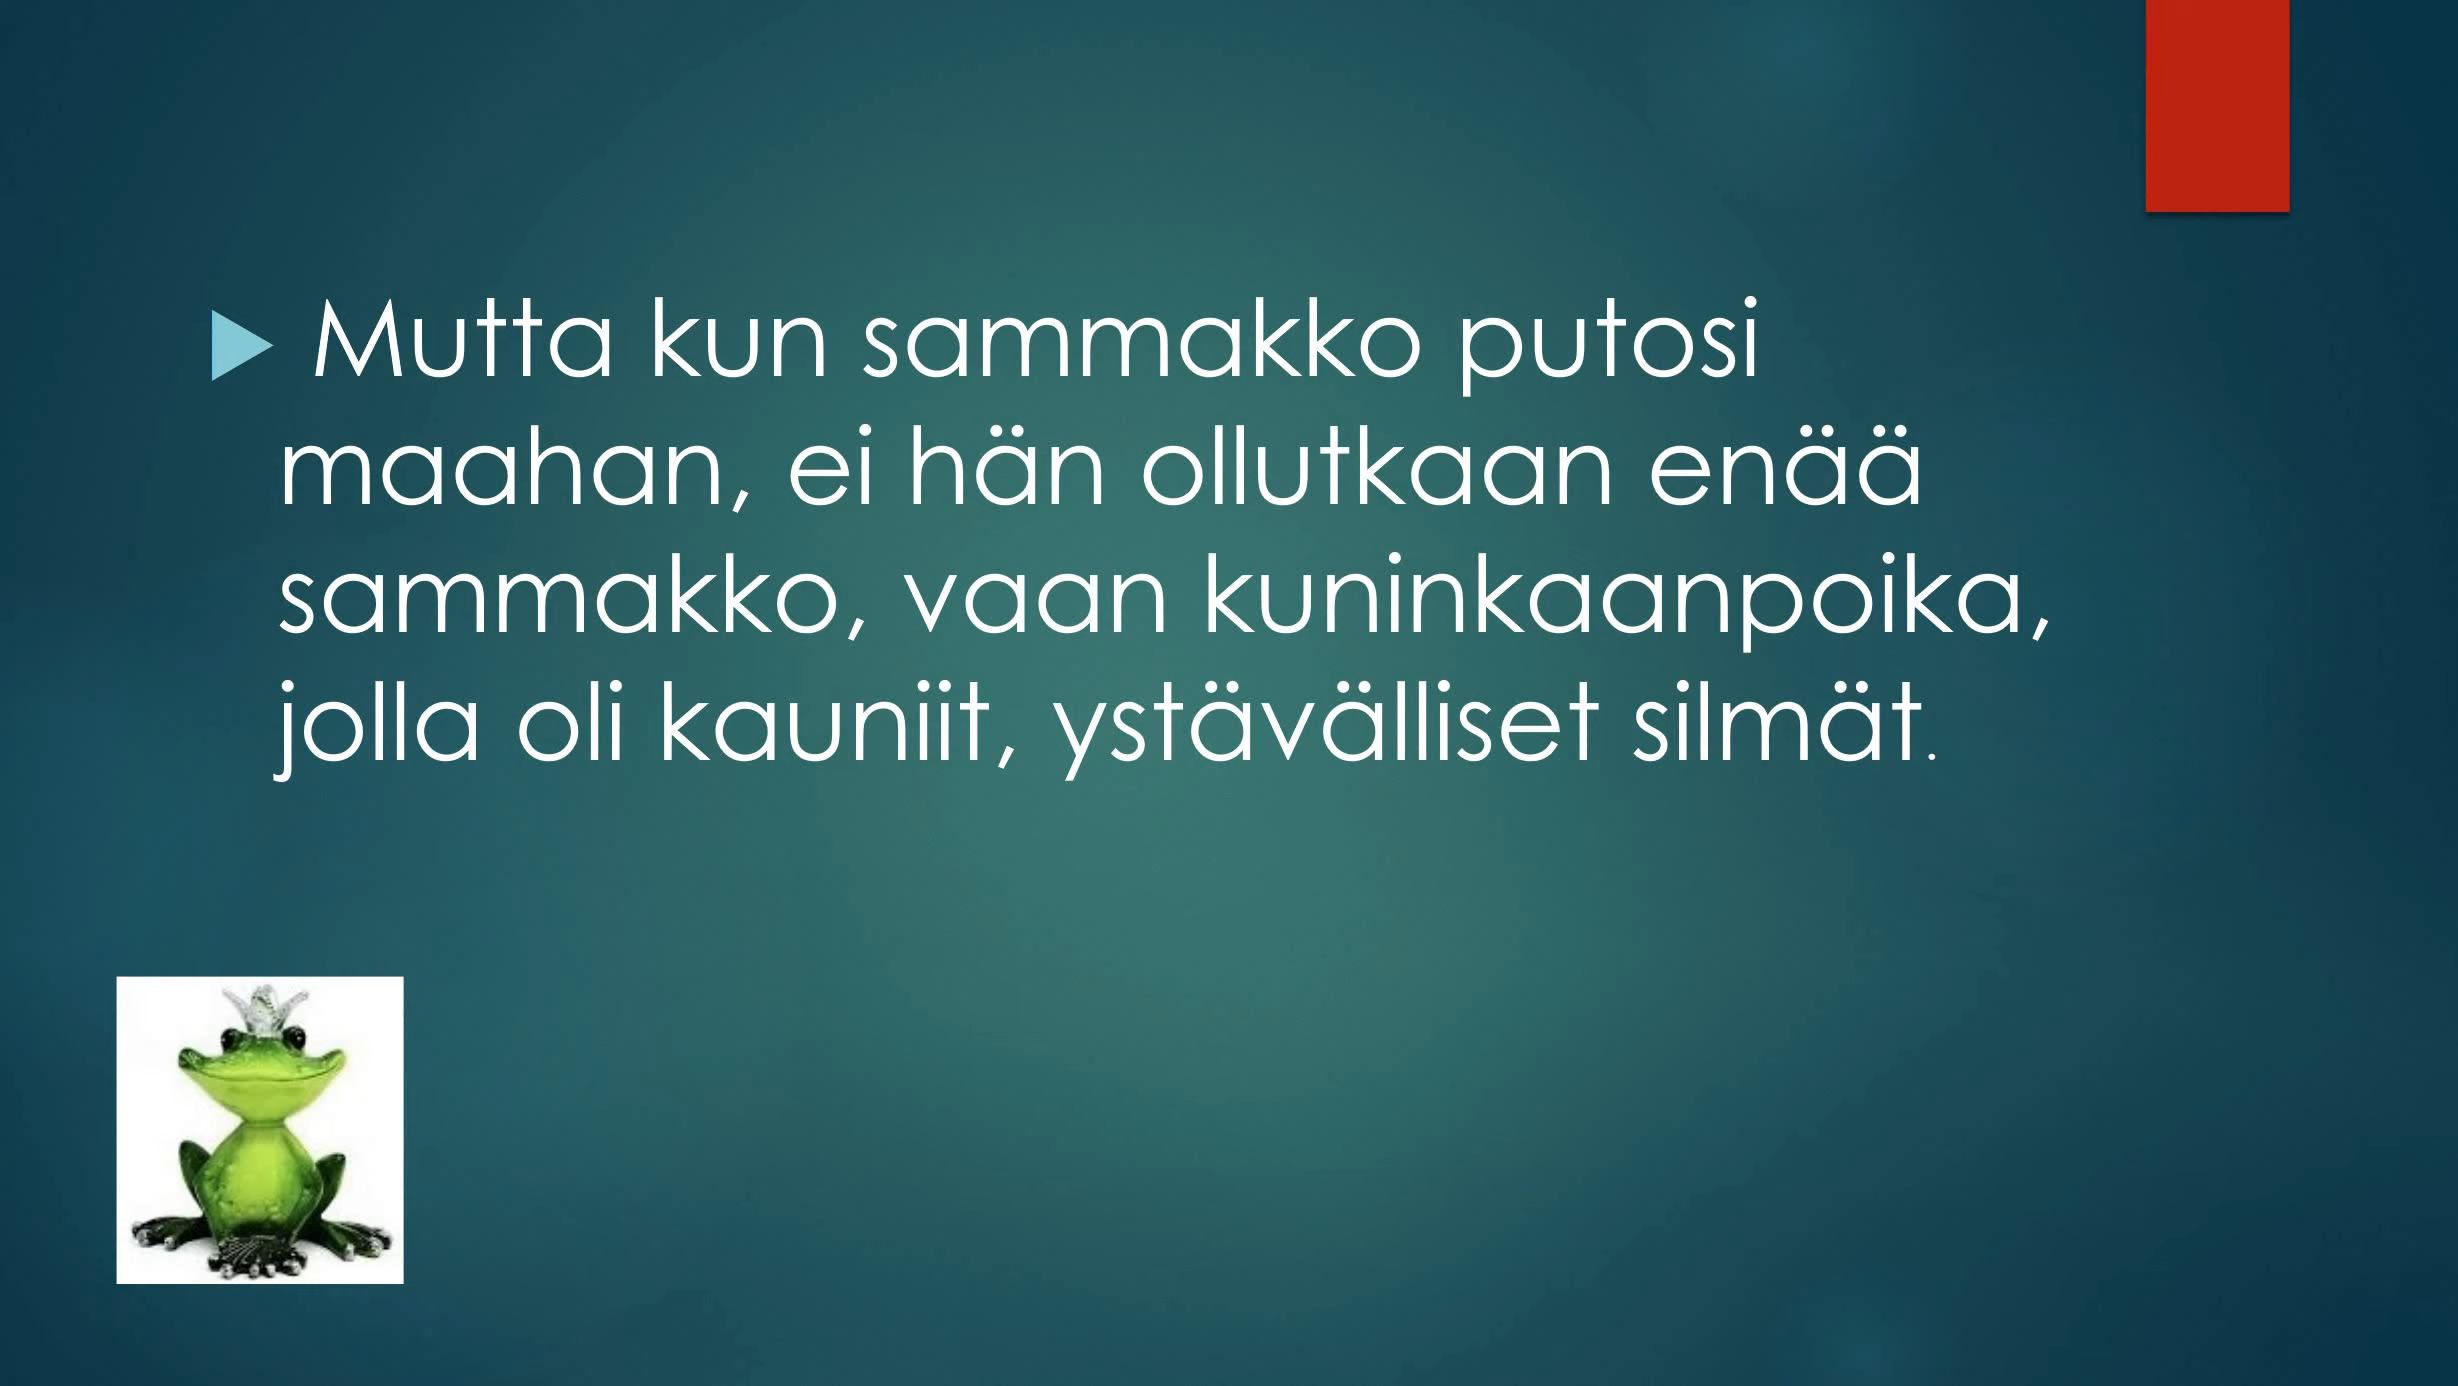 Mutta kun sammakko putosi
maahan, ei hän ollutkaan enää
sammakko, vaan kuninkaanpoika,
jolla oli kauniit, ystävälliset silmät.